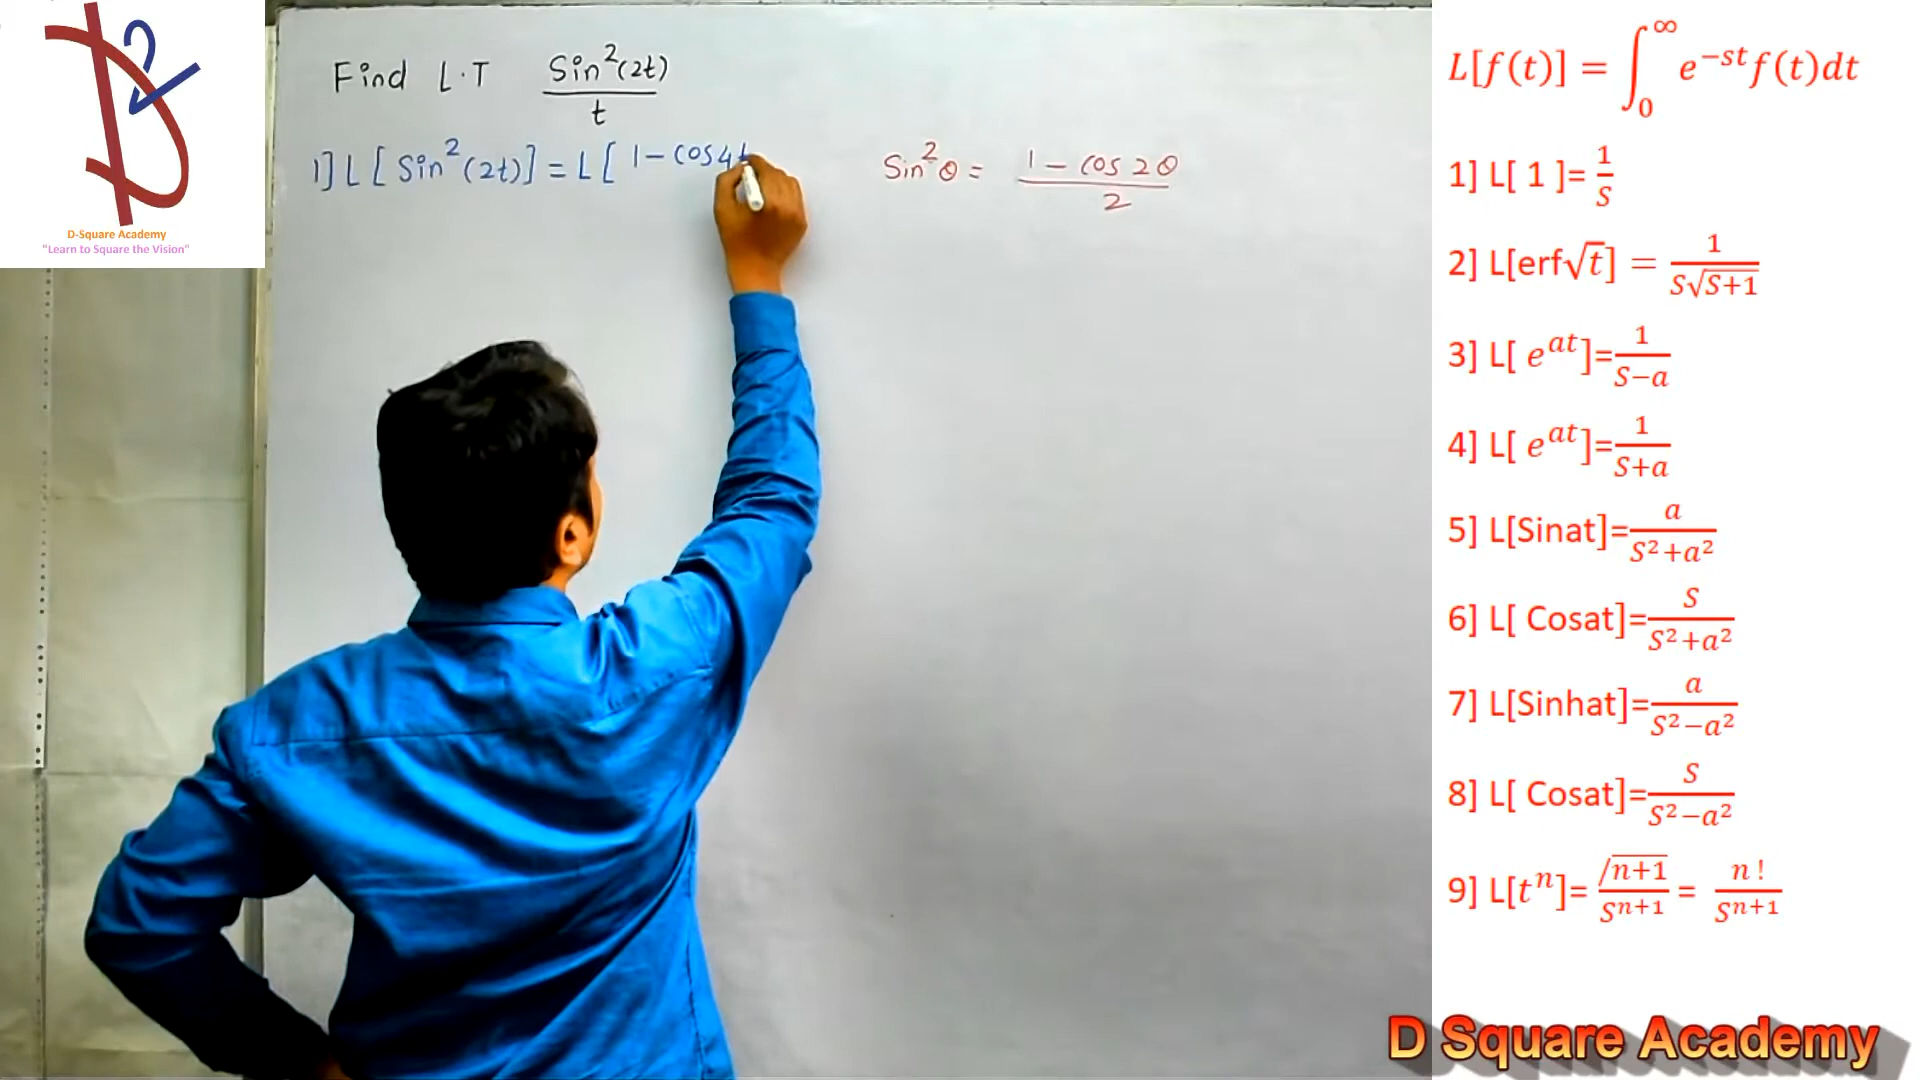 D2
D-Square Academy
"Learn to Square the Vision"
Find L.T Sin²(2t)/t
1] L [ Sin²(2t)] = L [ 1 - cos4t
Sin²θ = 1 - cos 2θ / 2
L[f(t)] = ∫₀^∞ e^{-st} f(t)dt
1] L[ 1 ]= 1/S
2] L[erf√t] = 1/S√S+1
3] L[ e^{at}]= 1/S-a
4] L[ e^{at}]= 1/S+a
5] L[Sinat]= a/S²+a²
6] L[ Cosat]= S/S²+a²
7] L[Sinhat]= a/S²-a²
8] L[ Cosat]= S/S²-a²
9] L[tⁿ]= /n+1/S^{n+1} = n!/S^{n+1}
D Square Academy